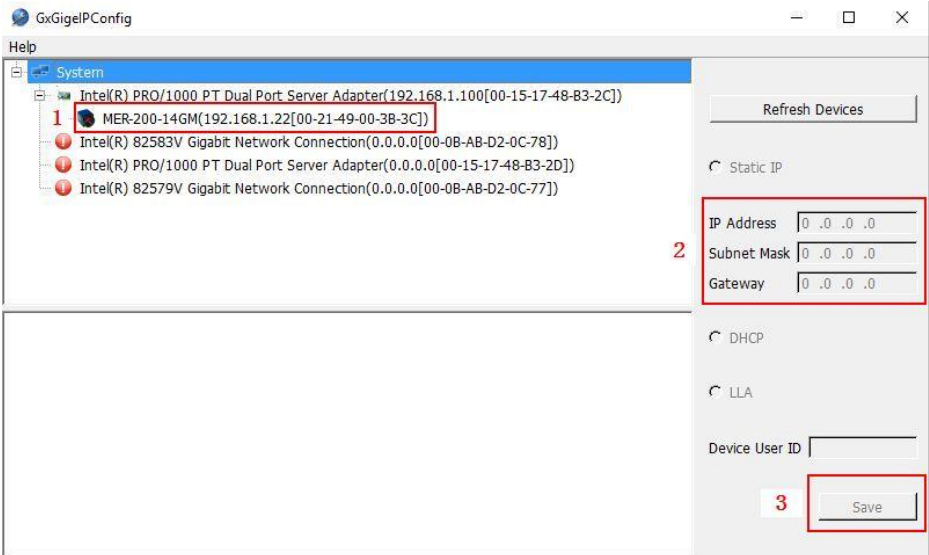 GxGigeIPConfig
Help
System
Intel(R) PRO/1000 PT Dual Port Server Adapter(192.168.1.100[00-15-17-48-B3-2C])
1 MER-200-14GM(192.168.1.22[00-21-49-00-3B-3C])
Intel(R) 82583V Gigabit Network Connection(0.0.0.0[00-0B-AB-D2-0C-78])
Intel(R) PRO/1000 PT Dual Port Server Adapter(0.0.0.0[00-15-17-48-B3-2D])
Intel(R) 82579V Gigabit Network Connection(0.0.0.0[00-0B-AB-D2-0C-77])
Refresh Devices
Static IP
2
IP Address 0 .0 .0 .0
Subnet Mask 0 .0 .0 .0
Gateway 0 .0 .0 .0
DHCP
LLA
Device User ID
3 Save